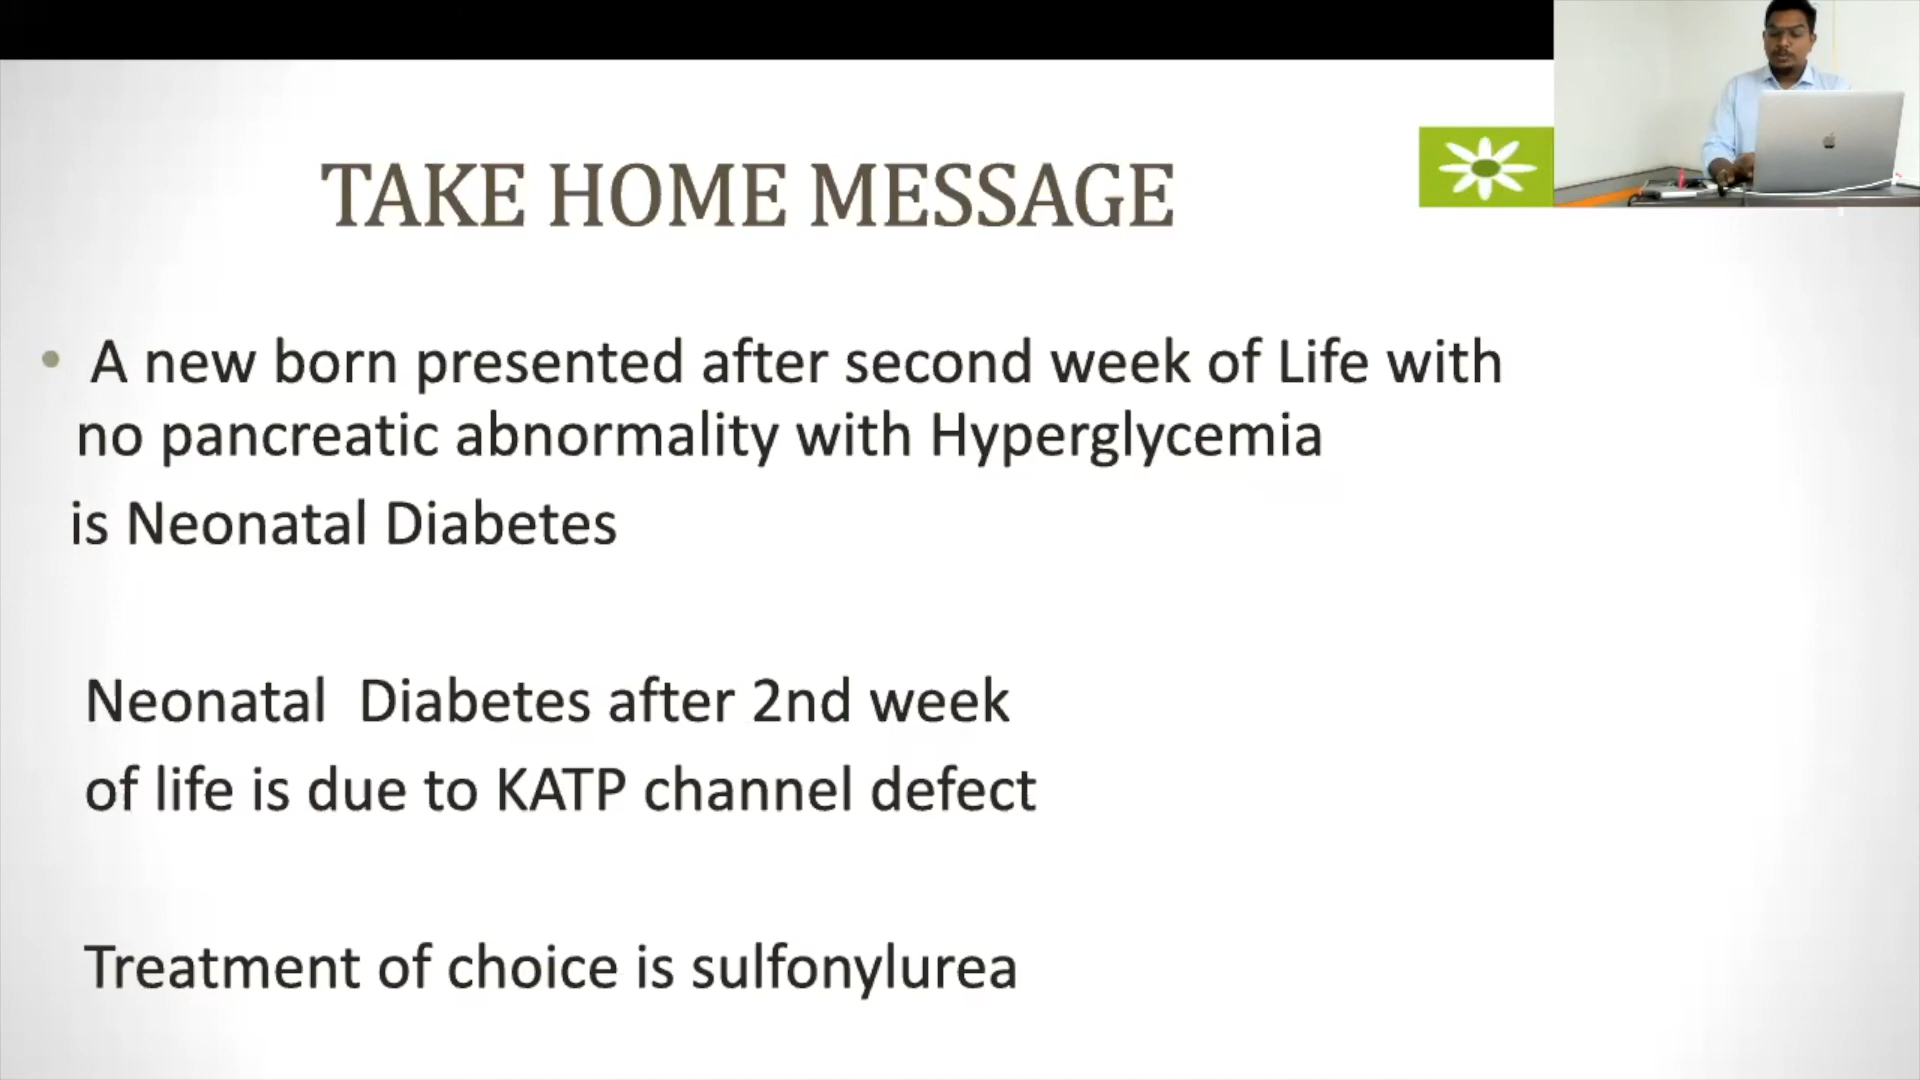 TAKE HOME MESSAGE
• A new born presented after second week of Life with
no pancreatic abnormality with Hyperglycemia
is Neonatal Diabetes
Neonatal Diabetes after 2nd week
of life is due to KATP channel defect
Treatment of choice is sulfonylurea